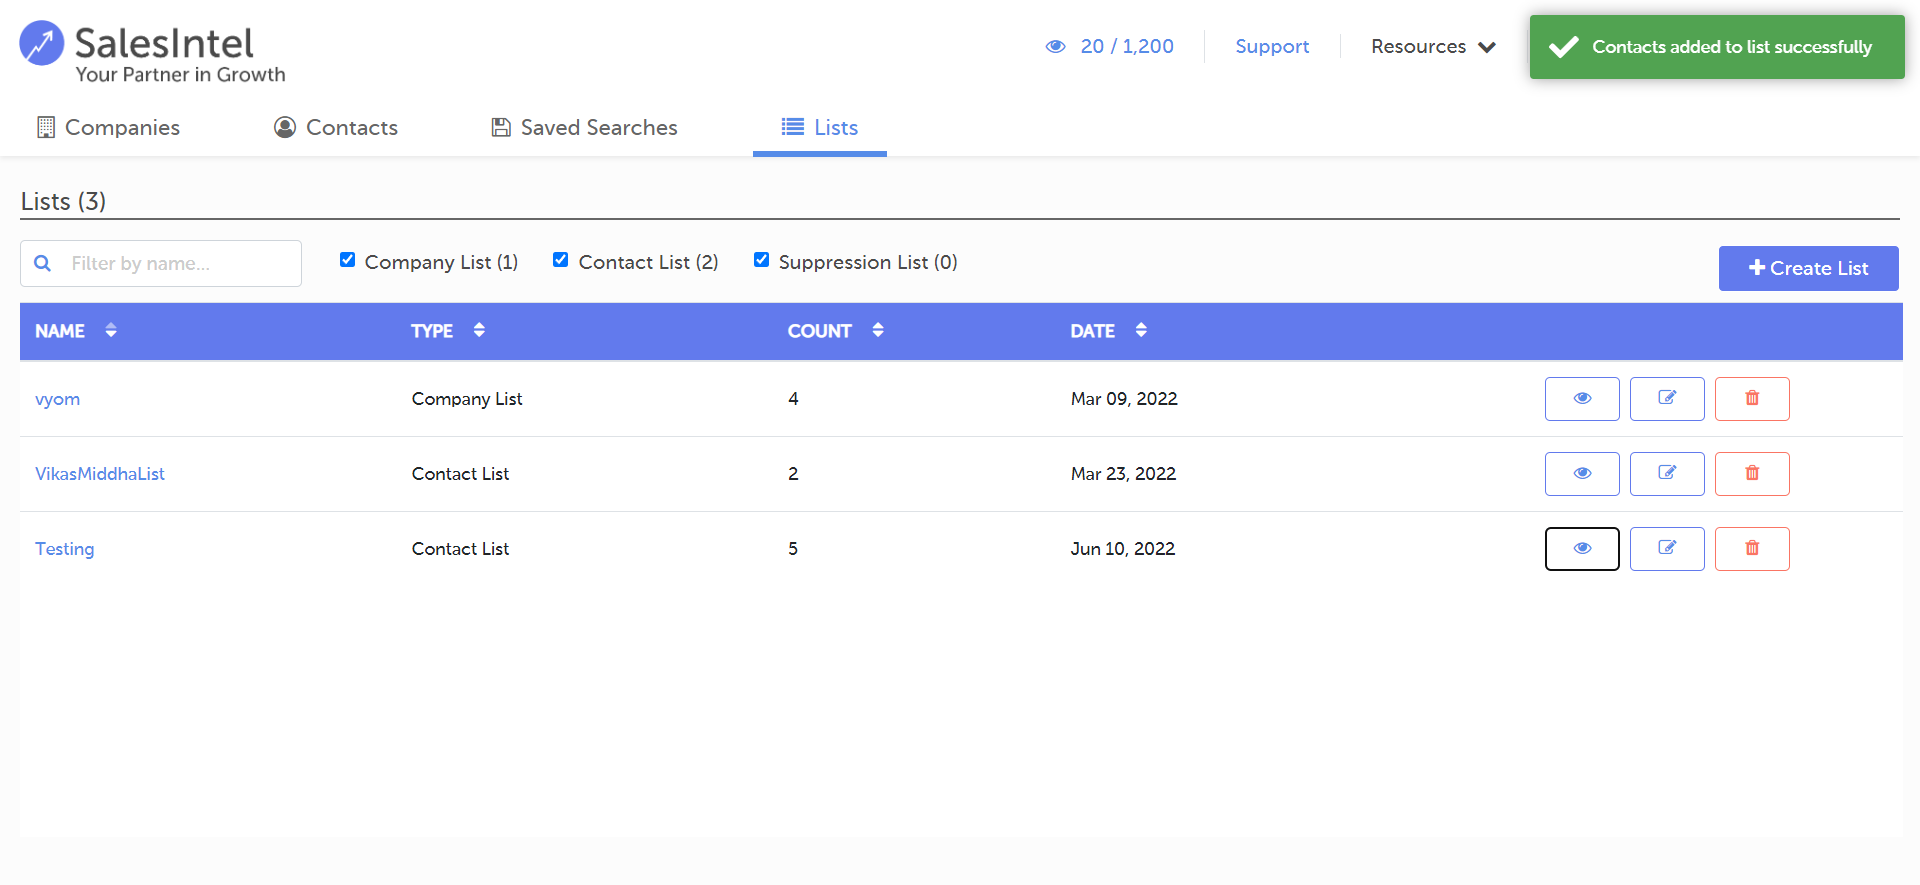 SalesIntel
Your Partner in Growth
20 / 1,200
Support
Resources
Contacts added to list successfully
Companies
Contacts
Saved Searches
Lists
Lists (3)
Filter by name...
Company List (1)
Contact List (2)
Suppression List (0)
Create List
NAME TYPE COUNT DATE
vyom Company List 4 Mar 09, 2022
VikasMiddhaList Contact List 2 Mar 23, 2022
Testing Contact List 5 Jun 10, 2022